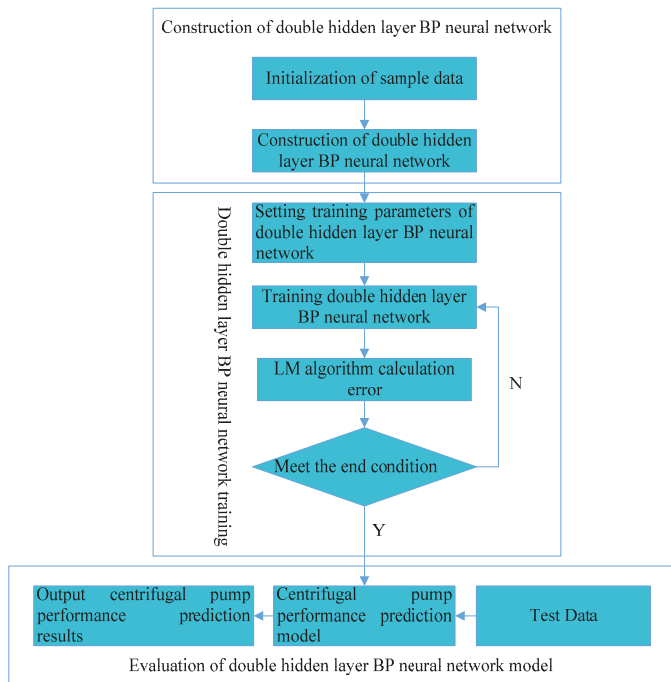 Construction of double hidden layer BP neural network
Initialization of sample data
Construction of double hidden
layer BP neural network
Double hidden layer BP neural network training
Setting training parameters of
double hidden layer BP neural
network
Training double hidden layer
BP neural network
LM algorithm calculation
error
N
Meet the end condition
Y
Output centrifugal pump
performance prediction
results
Centrifugal pump
performance prediction
model
Test Data
Evaluation of double hidden layer BP neural network model